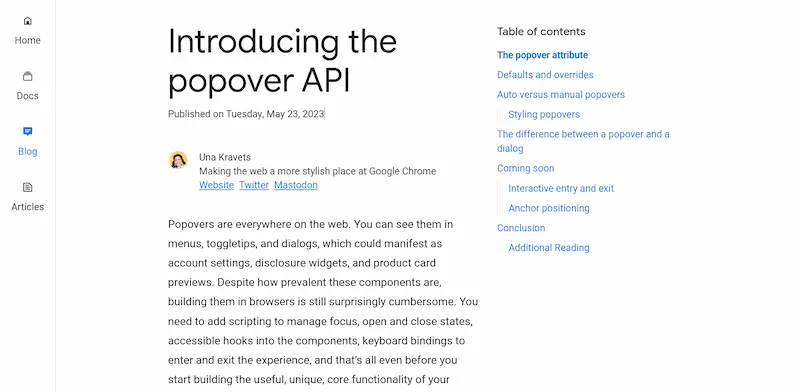 Home
Docs
Blog
Articles
Introducing the
popover API
Published on Tuesday, May 23, 2023
Una Kravets
Making the web a more stylish place at Google Chrome
Website Twitter Mastodon
Popovers are everywhere on the web. You can see them in
menus, toggletips, and dialogs, which could manifest as
account settings, disclosure widgets, and product card
previews. Despite how prevalent these components are,
building them in browsers is still surprisingly cumbersome. You
need to add scripting to manage focus, open and close states,
accessible hooks into the components, keyboard bindings to
enter and exit the experience, and that's all even before you
start building the useful, unique, core functionality of your
Table of contents
The popover attribute
Defaults and overrides
Auto versus manual popovers
Styling popovers
The difference between a popover and a
dialog
Coming soon
Interactive entry and exit
Anchor positioning
Conclusion
Additional Reading